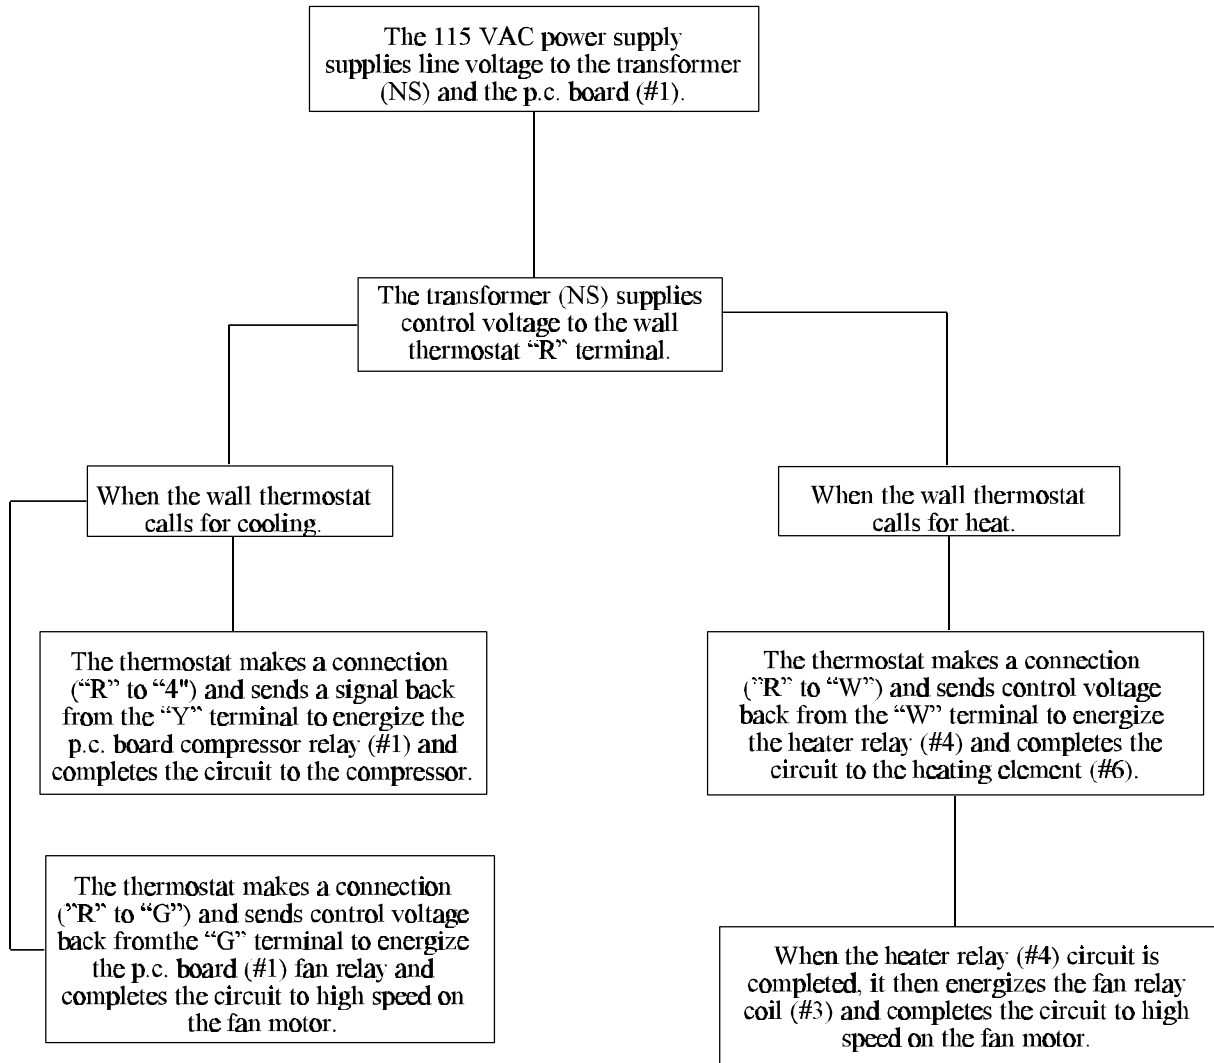 The 115 VAC power supply
supplies line voltage to the transformer
(NS) and the p.c. board (#1).
The transformer (NS) supplies
control voltage to the wall
thermostat “R” terminal.
When the wall thermostat
calls for cooling.
When the wall thermostat
calls for heat.
The thermostat makes a connection
(“R” to “4") and sends a signal back
from the “Y” terminal to energize the
p.c. board compressor relay (#1) and
completes the circuit to the compressor.
The thermostat makes a connection
(”R” to “W”) and sends control voltage
back from the “W” terminal to energize
the heater relay (#4) and completes the
circuit to the heating element (#6).
The thermostat makes a connection
(”R” to “G”) and sends control voltage
back fromthe “G” terminal to energize
the p.c. board (#1) fan relay and
completes the circuit to high speed on
the fan motor.
When the heater relay (#4) circuit is
completed, it then energizes the fan relay
coil (#3) and completes the circuit to high
speed on the fan motor.